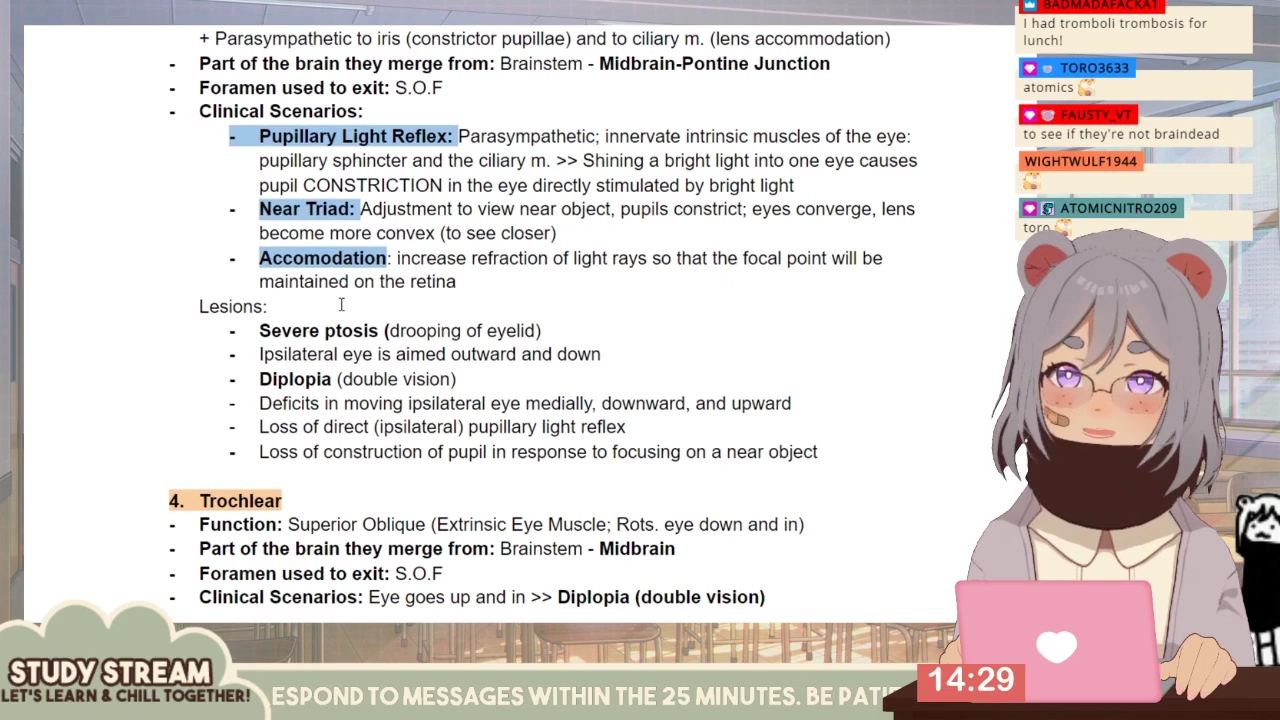 + Parasympathetic to iris (constrictor pupillae) and to ciliary m. (lens accommodation)
- Part of the brain they merge from: Brainstem - Midbrain-Pontine Junction
- Foramen used to exit: S.O.F
- Clinical Scenarios:
- Pupillary Light Reflex: Parasympathetic; innervate intrinsic muscles of the eye:
pupillary sphincter and the ciliary m. >> Shining a bright light into one eye causes
pupil CONSTRICTION in the eye directly stimulated by bright light
- Near Triad: Adjustment to view near object, pupils constrict; eyes converge, lens
become more convex (to see closer)
- Accomodation: increase refraction of light rays so that the focal point will be
maintained on the retina
Lesions:
- Severe ptosis (drooping of eyelid)
- Ipsilateral eye is aimed outward and down
- Diplopia (double vision)
- Deficits in moving ipsilateral eye medially, downward, and upward
- Loss of direct (ipsilateral) pupillary light reflex
- Loss of construction of pupil in response to focusing on a near object
4. Trochlear
- Function: Superior Oblique (Extrinsic Eye Muscle; Rots. eye down and in)
- Part of the brain they merge from: Brainstem - Midbrain
- Foramen used to exit: S.O.F
- Clinical Scenarios: Eye goes up and in >> Diplopia (double vision)
BADMADAFACKA1
I had tromboli trombosis for
lunch!
TORO3633
atomics
FAUSTY_VT
to see if they're not braindead
WIGHTWULF1944
ATOMICNITRO209
toro
STUDY STREAM
LET'S LEARN & CHILL TOGETHER!
ESPOND TO MESSAGES WITHIN THE 25 MINUTES. BE PATIE
14:29